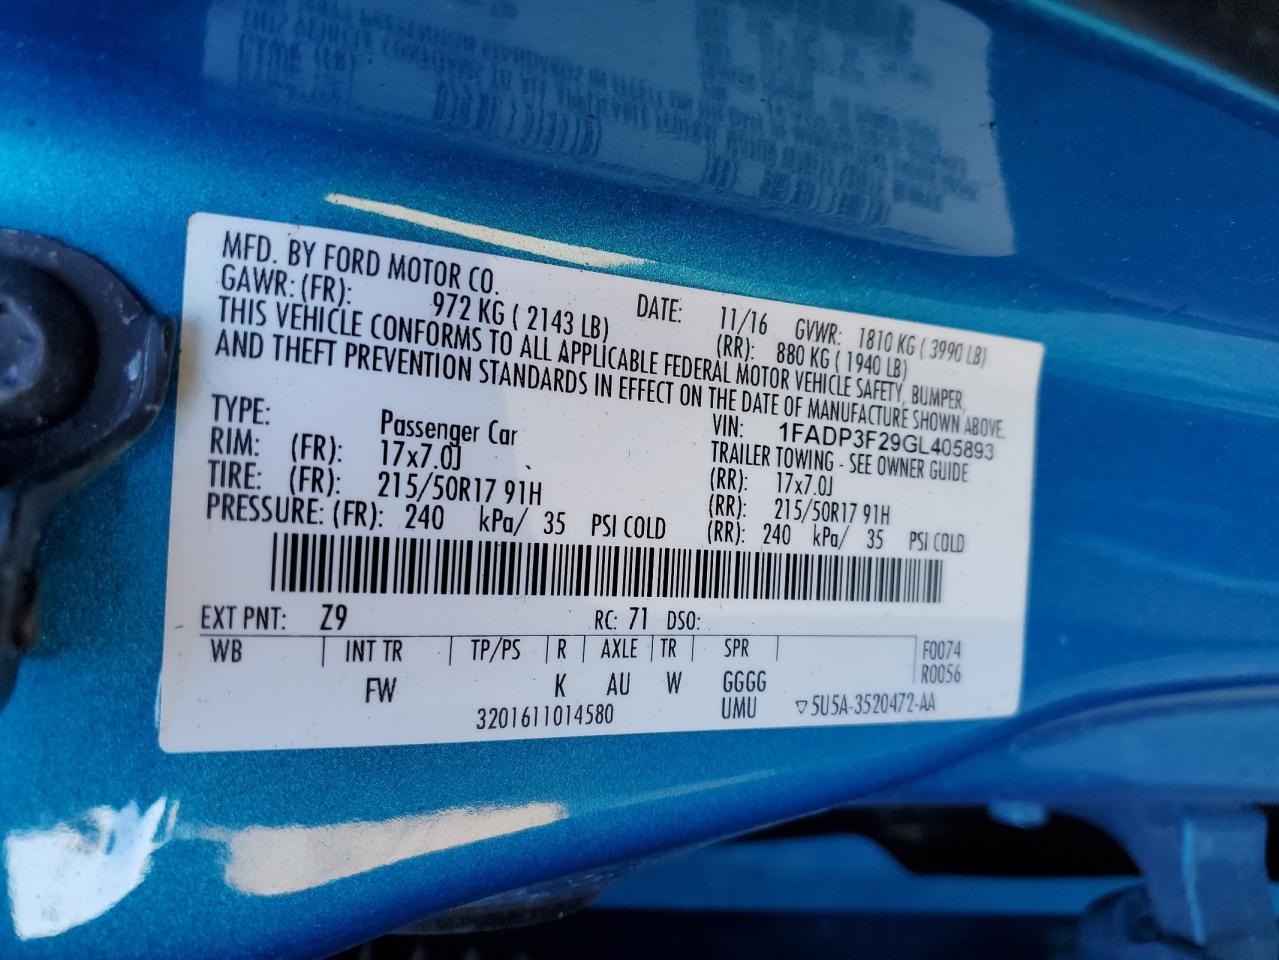 MFD. BY FORD MOTOR CO.
DATE: 11/16 GVWR: 1810 KG ( 3990 LB)
GAWR: (FR): 972 KG ( 2143 LB) (RR): 880 KG ( 1940 LB)
THIS VEHICLE CONFORMS TO ALL APPLICABLE FEDERAL MOTOR VEHICLE SAFETY, BUMPER,
AND THEFT PREVENTION STANDARDS IN EFFECT ON THE DATE OF MANUFACTURE SHOWN ABOVE.
VIN: 1FADP3F29GL405893
TYPE: Passenger Car TRAILER TOWING - SEE OWNER GUIDE
RIM: (FR): 17x7.0J (RR): 17x7.0J
TIRE: (FR): 215/50R17 91H (RR): 215/50R17 91H
PRESSURE: (FR): 240 kPa/ 35 PSI COLD (RR): 240 kPa/ 35 PSI COLD
EXT PNT: Z9 RC: 71 DSO:
WB INT TR TP/PS R AXLE TR SPR F0074
R0056
FW K AU W GGGG
3201611014580 UMU ▽5U5A-3520472-AA